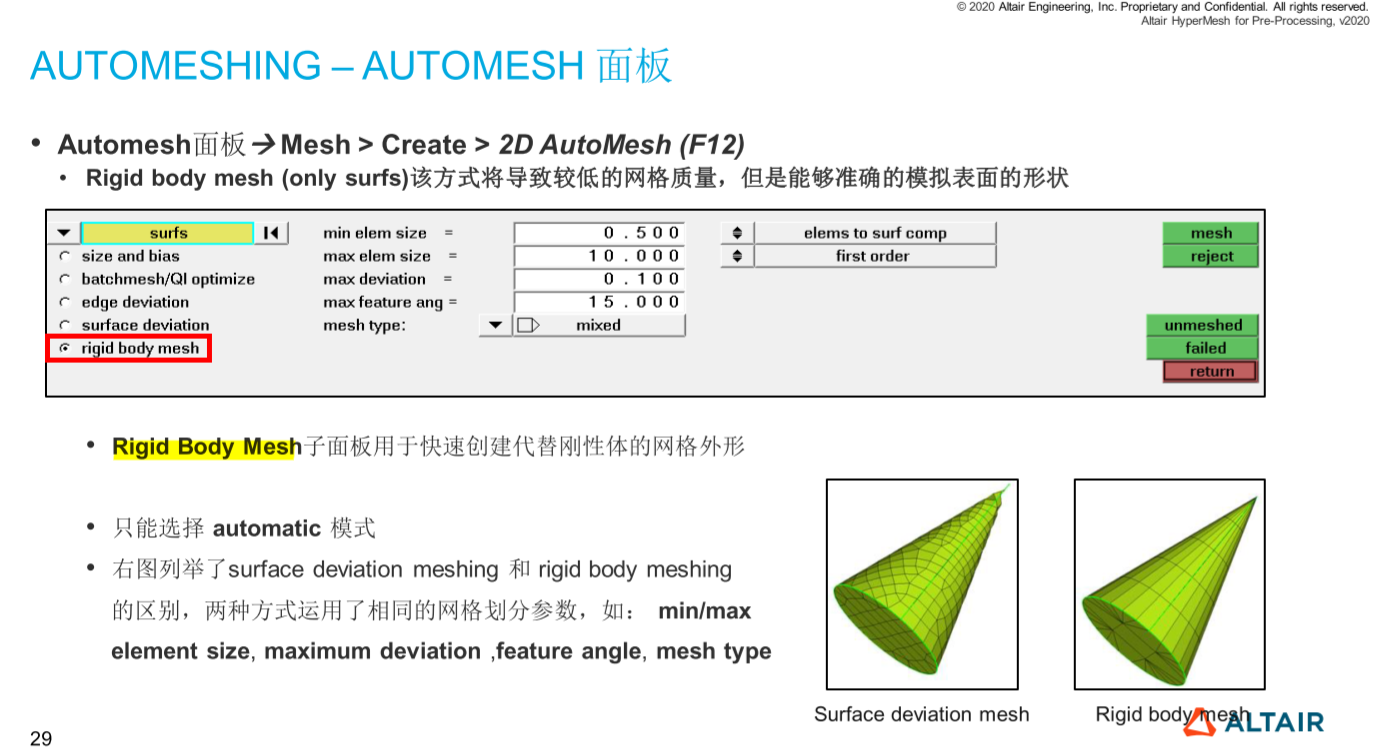 © 2020 Altair Engineering, Inc. Proprietary and Confidential. All rights reserved.
Altair HyperMesh for Pre-Processing, v2020
AUTOMESHING – AUTOMESH 面板
• Automesh面板→ Mesh > Create > 2D AutoMesh (F12)
• Rigid body mesh (only surfs)该方式将导致较低的网格质量，但是能够准确的模拟表面的形状
surfs
size and bias
batchmesh/QI optimize
edge deviation
surface deviation
rigid body mesh
min elem size = 0.500
max elem size = 10.000
max deviation = 0.100
max feature ang = 15.000
mesh type: mixed
elems to surf comp
first order
mesh
reject
unmeshed
failed
return
• Rigid Body Mesh子面板用于快速创建代替刚性体的网格外形
• 只能选择 automatic 模式
• 右图列举了surface deviation meshing 和 rigid body meshing
的区别，两种方式运用了相同的网格划分参数，如： min/max
element size, maximum deviation ,feature angle, mesh type
Surface deviation mesh
Rigid body mesh
ALTAIR
29